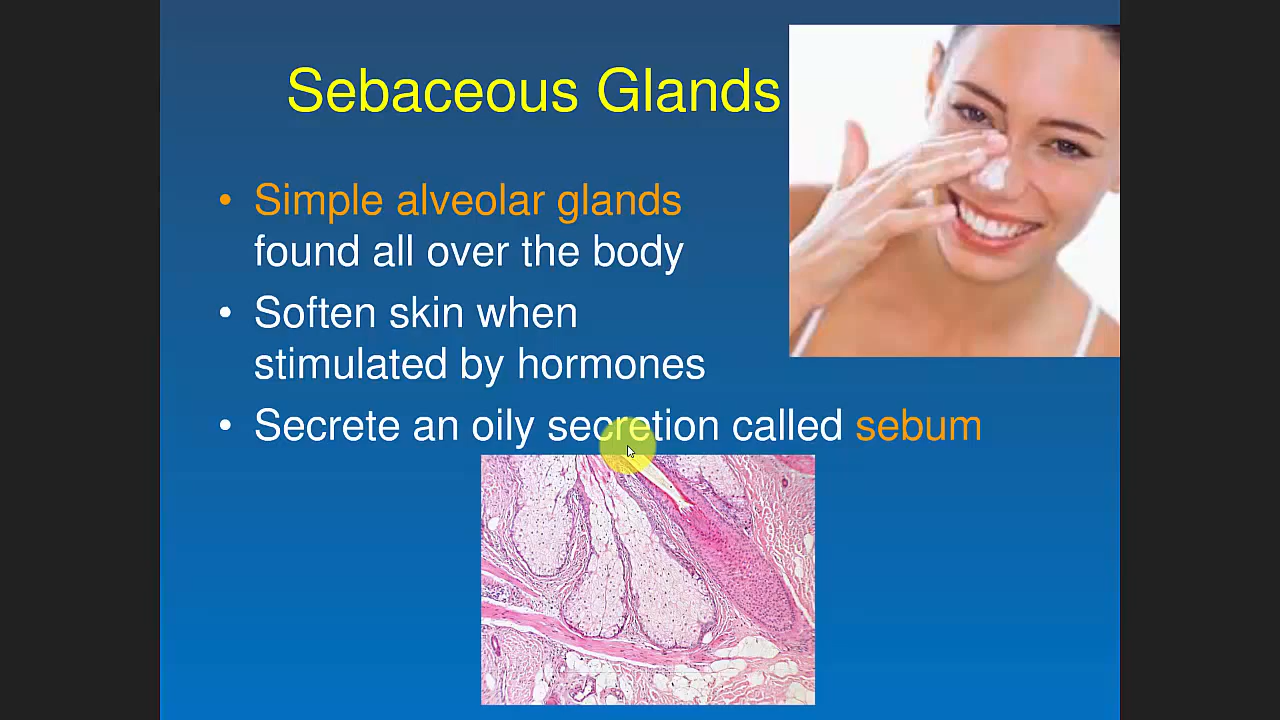 Sebaceous Glands
• Simple alveolar glands
found all over the body
• Soften skin when
stimulated by hormones
• Secrete an oily secretion called sebum